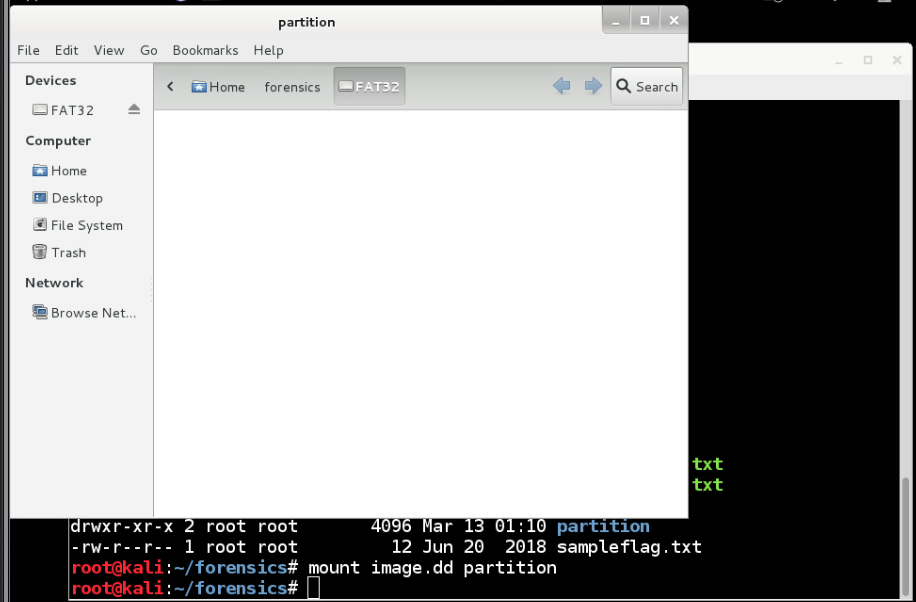 partition
File Edit View Go Bookmarks Help
Devices
FAT32
Computer
Home
Desktop
File System
Trash
Network
Browse Net...
Home forensics FAT32 Search
txt
txt
drwxr-xr-x 2 root root 4096 Mar 13 01:10 partition
-rw-r--r-- 1 root root 12 Jun 20 2018 sampleflag.txt
root@kali:~/forensics# mount image.dd partition
root@kali:~/forensics#